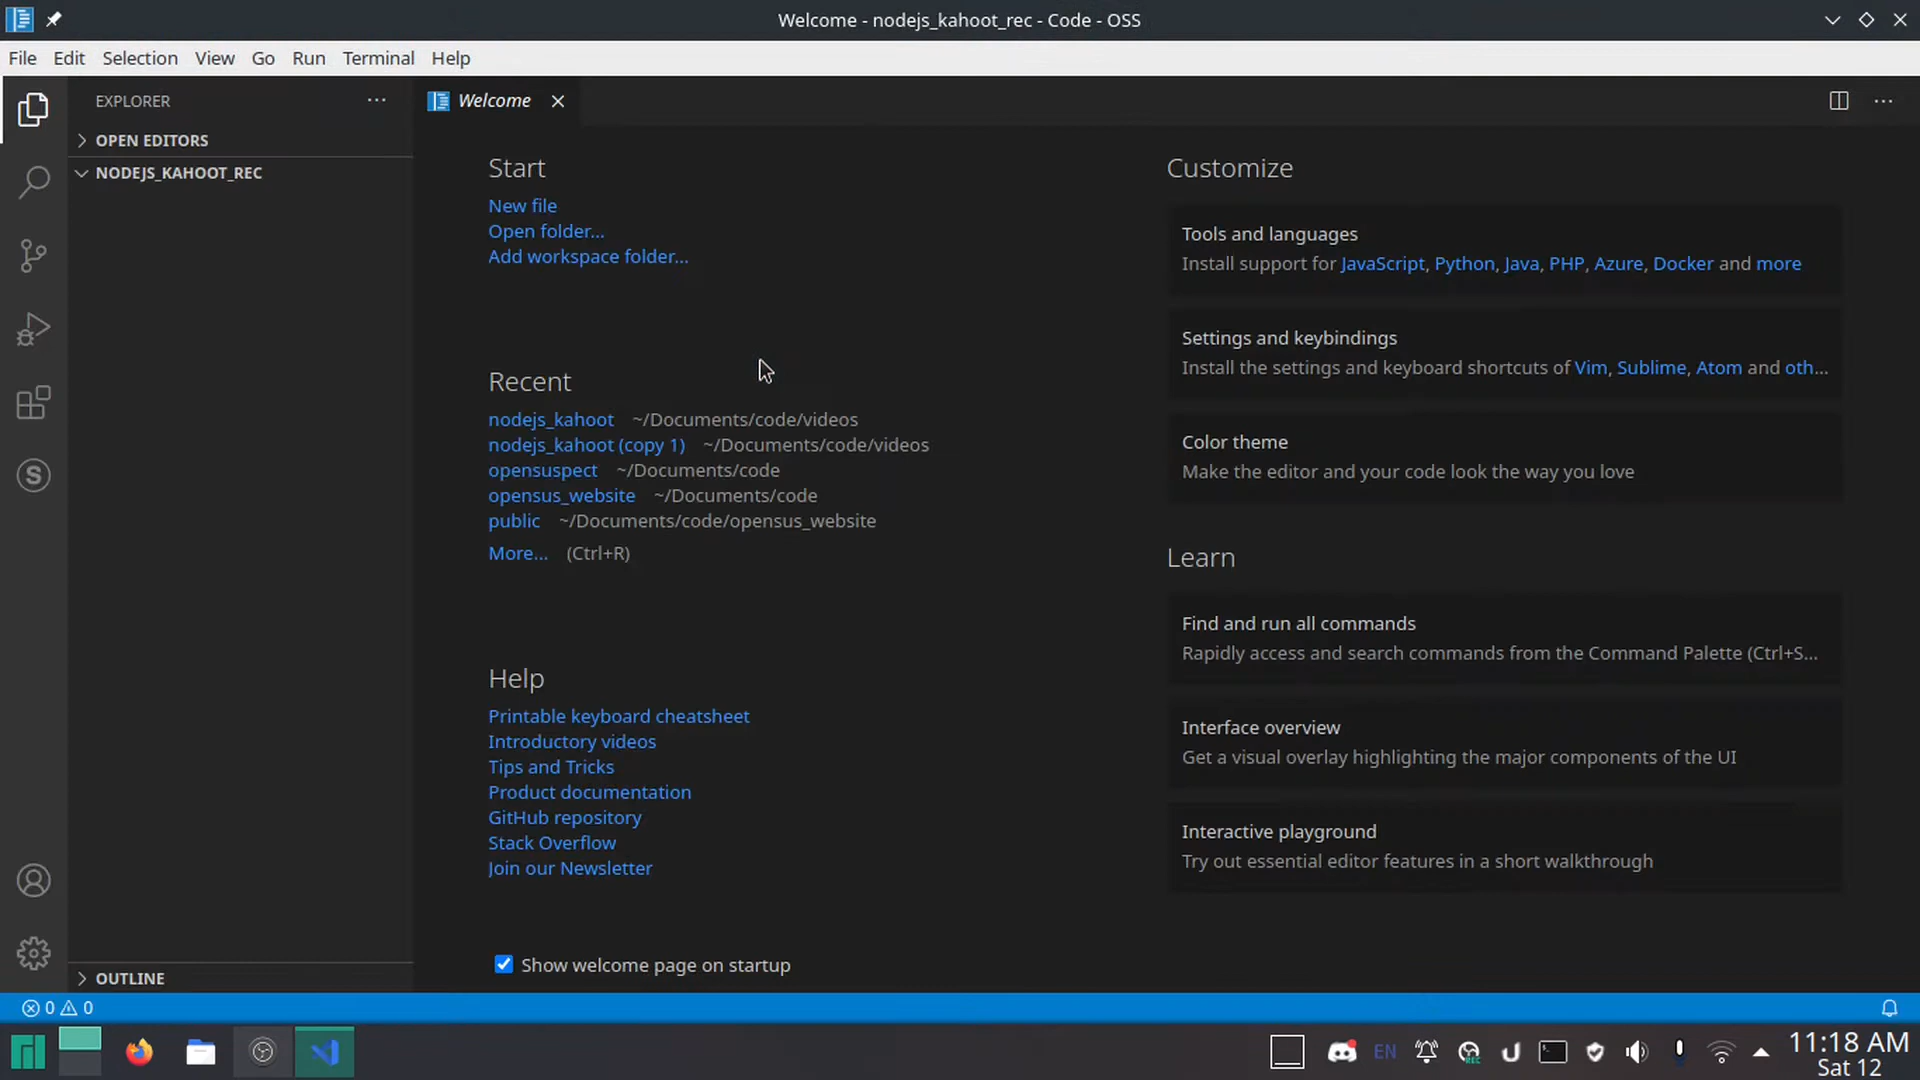 Welcome - nodejs_kahoot_rec - Code - OSS
File Edit Selection View Go Run Terminal Help
EXPLORER
OPEN EDITORS
NODEJS_KAHOOT_REC
OUTLINE
Welcome
Start
New file
Open folder...
Add workspace folder...
Recent
nodejs_kahoot ~/Documents/code/videos
nodejs_kahoot (copy 1) ~/Documents/code/videos
opensuspect ~/Documents/code
opensus_website ~/Documents/code
public ~/Documents/code/opensus_website
More... (Ctrl+R)
Help
Printable keyboard cheatsheet
Introductory videos
Tips and Tricks
Product documentation
GitHub repository
Stack Overflow
Join our Newsletter
Show welcome page on startup
Customize
Tools and languages
Install support for JavaScript, Python, Java, PHP, Azure, Docker and more
Settings and keybindings
Install the settings and keyboard shortcuts of Vim, Sublime, Atom and oth...
Color theme
Make the editor and your code look the way you love
Learn
Find and run all commands
Rapidly access and search commands from the Command Palette (Ctrl+S...
Interface overview
Get a visual overlay highlighting the major components of the UI
Interactive playground
Try out essential editor features in a short walkthrough
0 0
EN
REC
11:18 AM
Sat 12